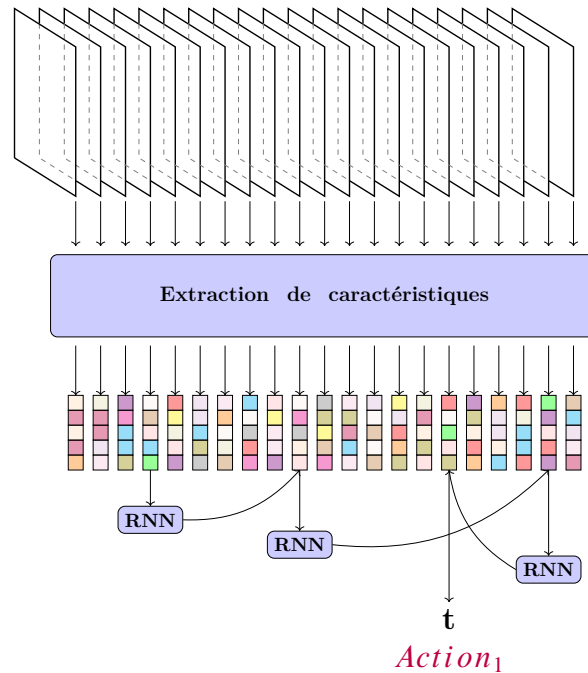 Extraction de caractéristiques
RNN
RNN
RNN
t
Action₁